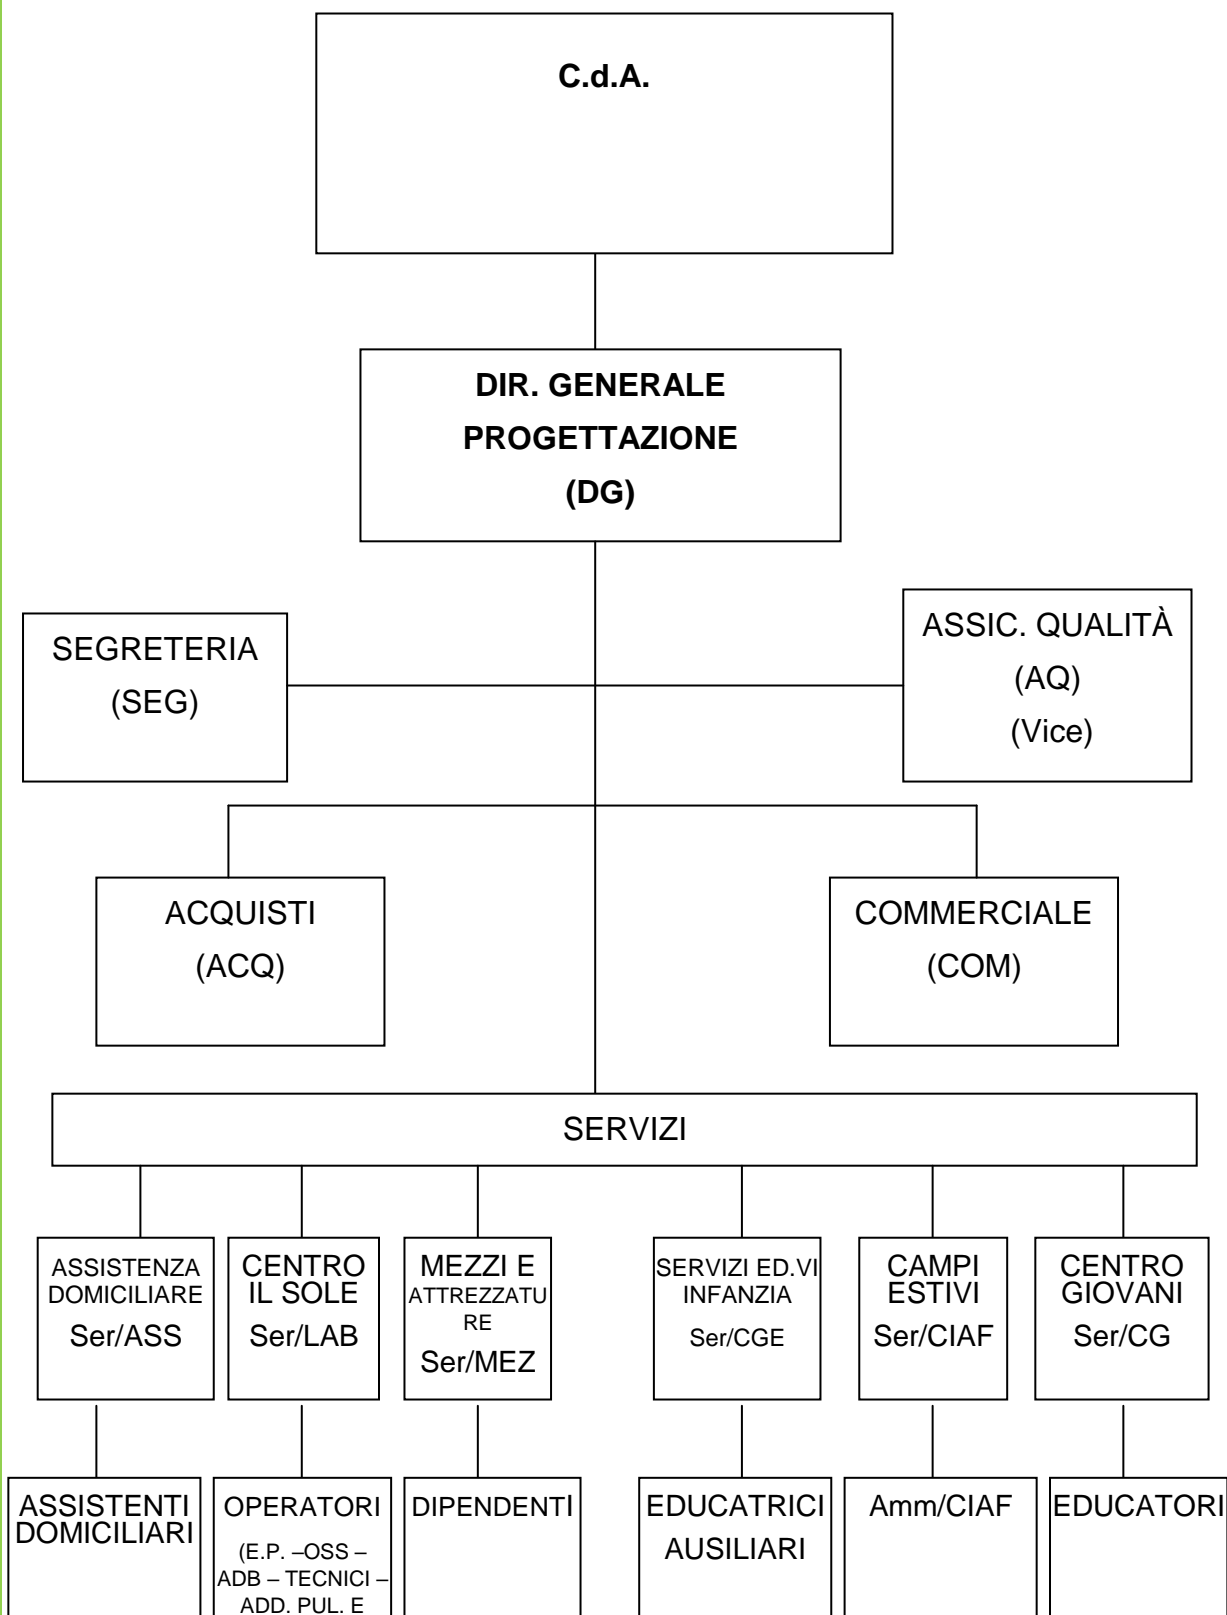 C.d.A.
DIR. GENERALE
PROGETTAZIONE
(DG)
SEGRETERIA
(SEG)
ASSIC. QUALITÀ
(AQ)
(Vice)
ACQUISTI
(ACQ)
COMMERCIALE
(COM)
SERVIZI
ASSISTENZA
DOMICILIARE
Ser/ASS
CENTRO
IL SOLE
Ser/LAB
MEZZI E
ATTREZZATU
RE
Ser/MEZ
SERVIZI ED.VI
INFANZIA
Ser/CGE
CAMPI
ESTIVI
Ser/CIAF
CENTRO
GIOVANI
Ser/CG
ASSISTENTI
DOMICILIARI
OPERATORI
(E.P. –OSS –
ADB – TECNICI –
ADD. PUL. E
DIPENDENTI
EDUCATRICI
AUSILIARI
Amm/CIAF
EDUCATORI